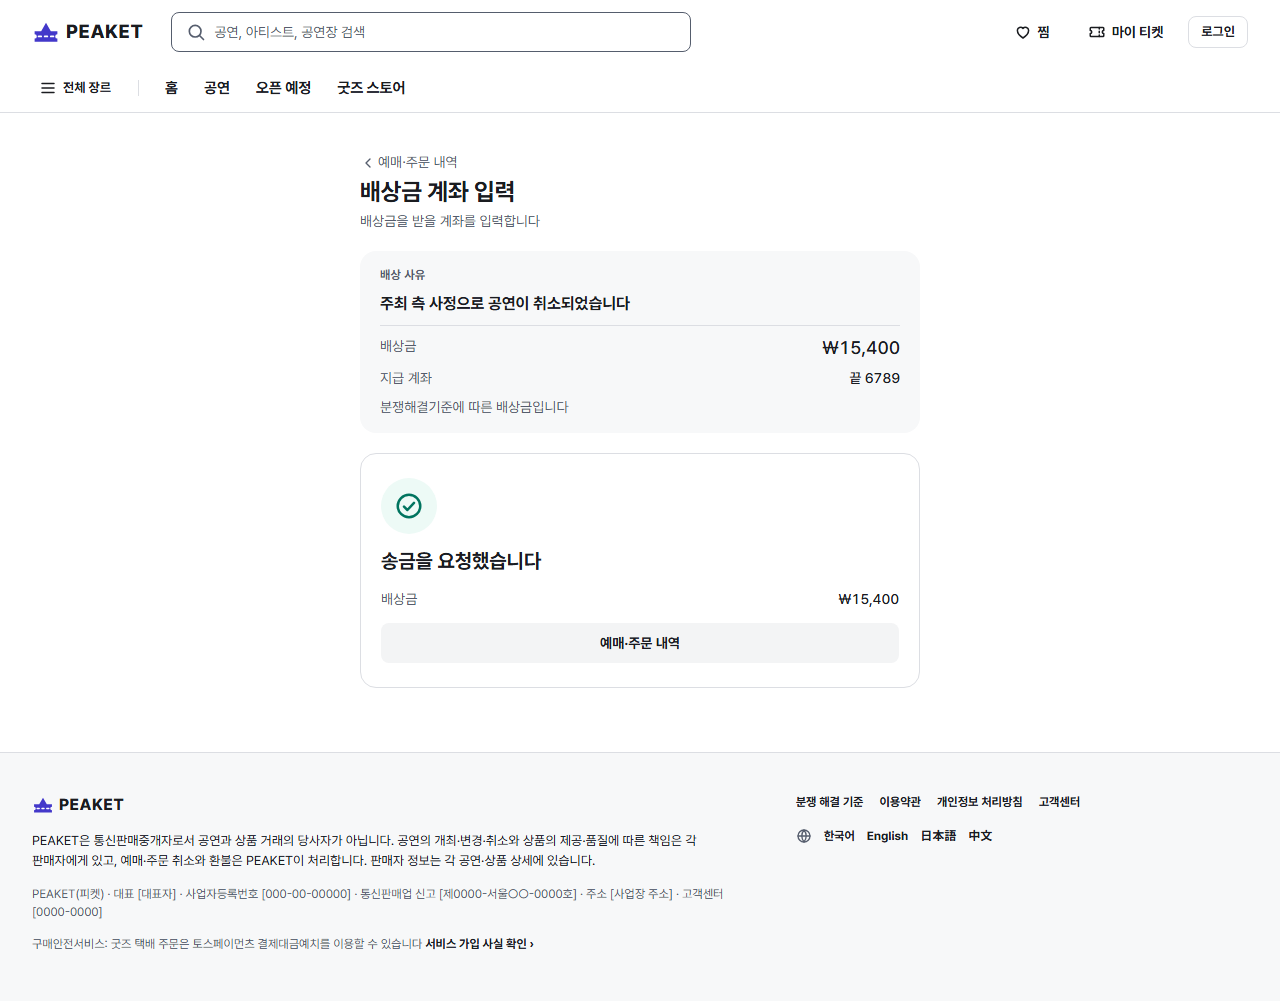 PEAKET
공연, 아티스트, 공연장 검색
찜
마이 티켓
로그인
전체 장르
홈
공연
오픈 예정
굿즈 스토어
예매·주문 내역
배상금 계좌 입력
배상금을 받을 계좌를 입력합니다
배상 사유
주최 측 사정으로 공연이 취소되었습니다
배상금 ₩15,400
지급 계좌 끝 6789
분쟁해결기준에 따른 배상금입니다
송금을 요청했습니다
배상금 ₩15,400
예매·주문 내역
PEAKET
PEAKET은 통신판매중개자로서 공연과 상품 거래의 당사자가 아닙니다. 공연의 개최·변경·취소와 상품의 제공·품질에 따른 책임은 각
판매자에게 있고, 예매·주문 취소와 환불은 PEAKET이 처리합니다. 판매자 정보는 각 공연·상품 상세에 있습니다.
PEAKET(피켓) · 대표 [대표자] · 사업자등록번호 [000-00-00000] · 통신판매업 신고 [제0000-서울○○-0000호] · 주소 [사업장 주소] · 고객센터
[0000-0000]
구매안전서비스: 굿즈 택배 주문은 토스페이먼츠 결제대금예치를 이용할 수 있습니다 서비스 가입 사실 확인 ›
분쟁 해결 기준 이용약관 개인정보 처리방침 고객센터
한국어 English 日本語 中文